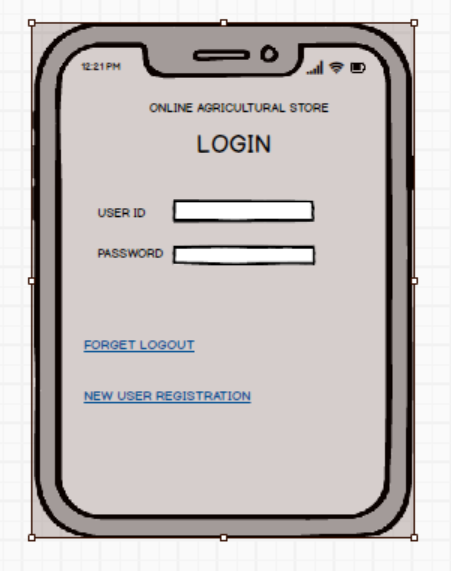 12:21 PM
ONLINE AGRICULTURAL STORE
LOGIN
USER ID
PASSWORD
FORGET LOGOUT
NEW USER REGISTRATION